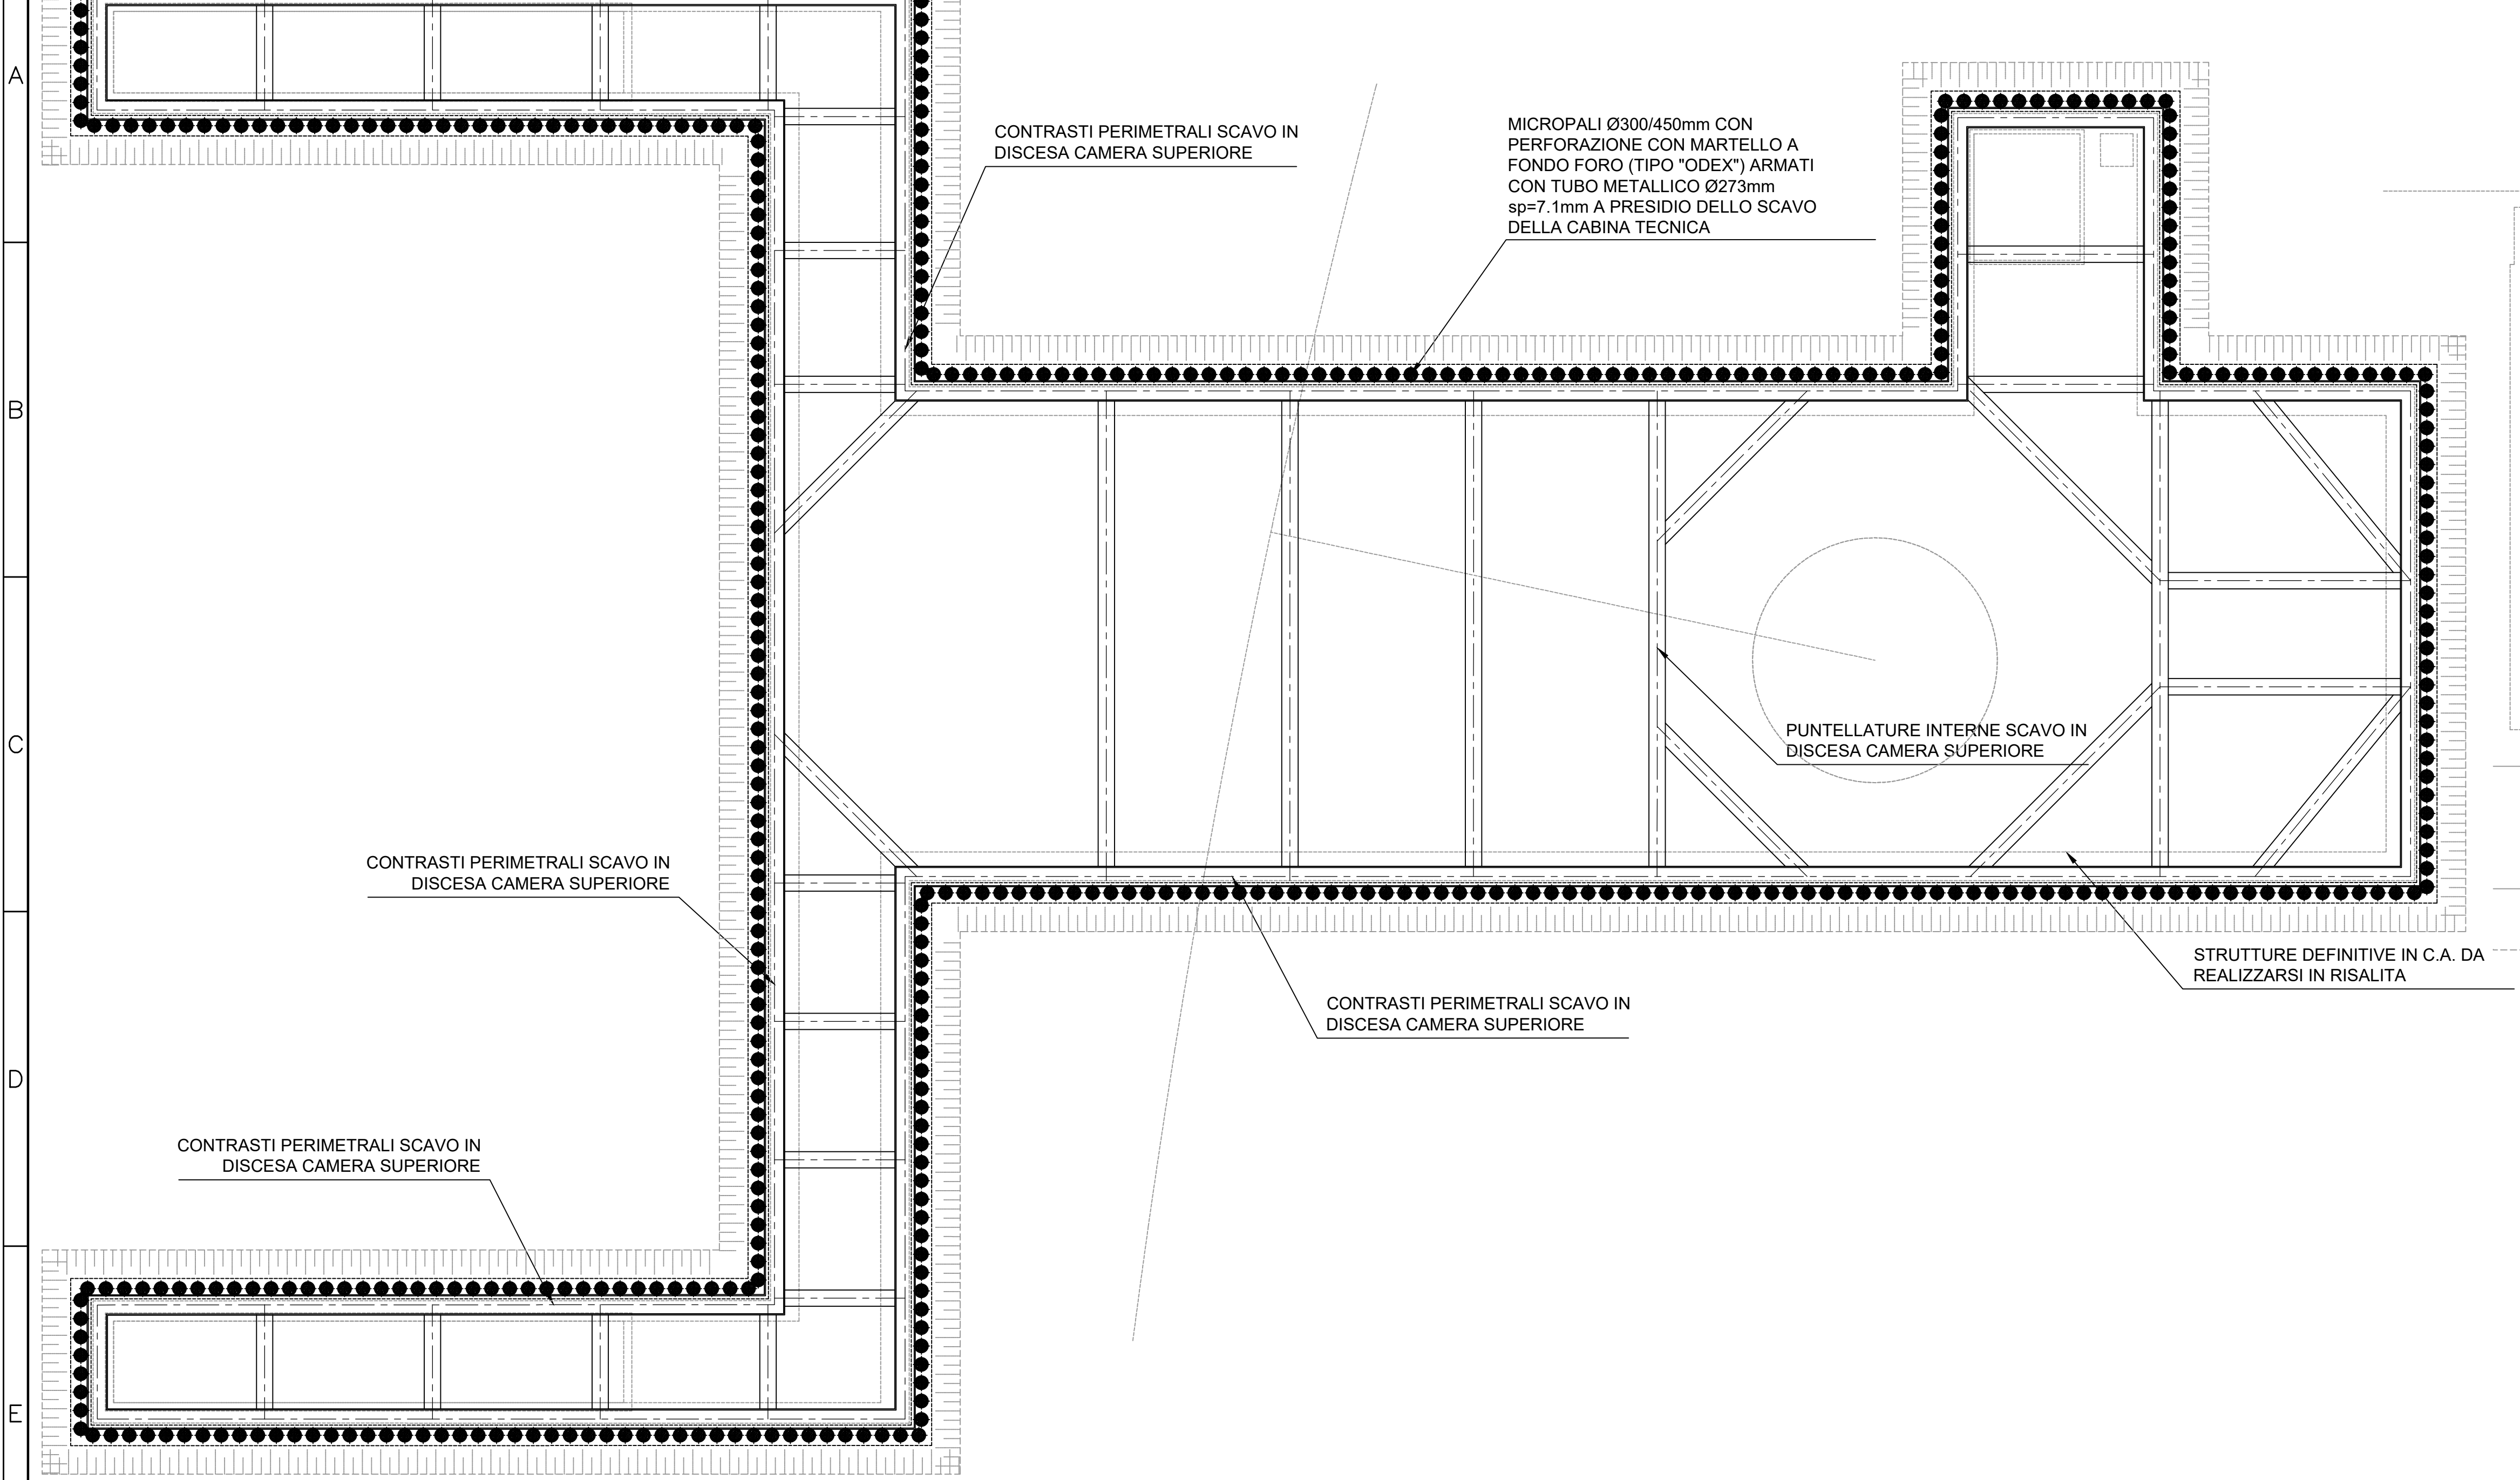 A
CONTRASTI PERIMETRALI SCAVO IN
DISCESA CAMERA SUPERIORE
MICROPALI Ø300/450mm CON
PERFORAZIONE CON MARTELLO A
FONDO FORO (TIPO "ODEX") ARMATI
CON TUBO METALLICO Ø273mm
sp=7.1mm A PRESIDIO DELLO SCAVO
DELLA CABINA TECNICA
B
C
PUNTELLATURE INTERNE SCAVO IN
DISCESA CAMERA SUPERIORE
CONTRASTI PERIMETRALI SCAVO IN
DISCESA CAMERA SUPERIORE
STRUTTURE DEFINITIVE IN C.A. DA
REALIZZARSI IN RISALITA
CONTRASTI PERIMETRALI SCAVO IN
DISCESA CAMERA SUPERIORE
D
CONTRASTI PERIMETRALI SCAVO IN
DISCESA CAMERA SUPERIORE
E